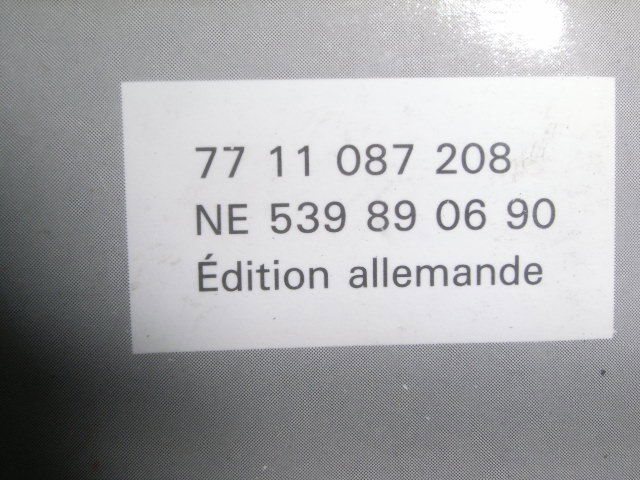 77 11 087 208
NE 539 89 06 90
Édition allemande